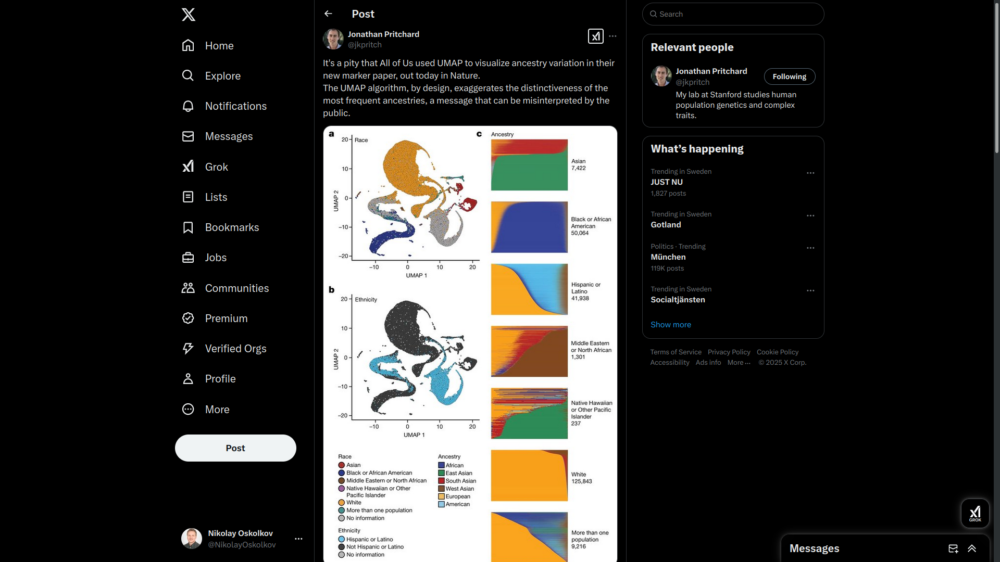 Home
Explore
Notifications
Messages
Grok
Lists
Bookmarks
Jobs
Communities
Premium
Verified Orgs
Profile
More
Post
Nikolay Oskolkov
@NikolayOskolkov
Post
Jonathan Pritchard
@jkpritch
It's a pity that All of Us used UMAP to visualize ancestry variation in their
new marker paper, out today in Nature.
The UMAP algorithm, by design, exaggerates the distinctiveness of the
most frequent ancestries, a message that can be misinterpreted by the
public.
a
Race
20
10
0
−10
−20
UMAP 2
−10
0
10
20
UMAP 1
b
Ethnicity
20
10
0
−10
−20
UMAP 2
−10
0
10
20
UMAP 1
Race
Asian
Black or African American
Middle Eastern or North African
Native Hawaiian or Other
Pacific Islander
White
More than one population
No information
Ethnicity
Hispanic or Latino
Not Hispanic or Latino
No information
Ancestry
African
East Asian
South Asian
West Asian
European
American
c
Ancestry
Asian
7,422
Black or African
American
50,064
Hispanic or
Latino
41,938
Middle Eastern
or North African
1,301
Native Hawaiian
or Other Pacific
Islander
237
White
125,843
More than one
population
9,216
Search
Relevant people
Jonathan Pritchard
@jkpritch
Following
My lab at Stanford studies human
population genetics and complex
traits.
What’s happening
Trending in Sweden
JUST NU
1,827 posts
Trending in Sweden
Gotland
Politics · Trending
München
119K posts
Trending in Sweden
Socialtjänsten
Show more
Terms of Service Privacy Policy Cookie Policy
Accessibility Ads info More ··· © 2025 X Corp.
GROK
Messages